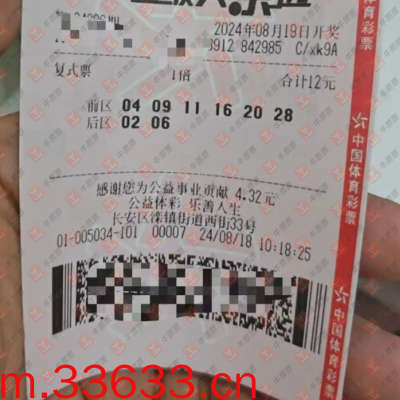 2024年08月19日开奖
0912 842985 C/xk9A
复式票 1倍 合计12元
前区 04 09 11 16 20 28
后区 02 06
感谢您为公益事业贡献 4.32元
公益体彩 乐善人生
长安区滦镇街道西街33号
01-005034-101 00007 24/08/18 10:18:25
中国体育彩票
中国体育彩票
m.33633.cn